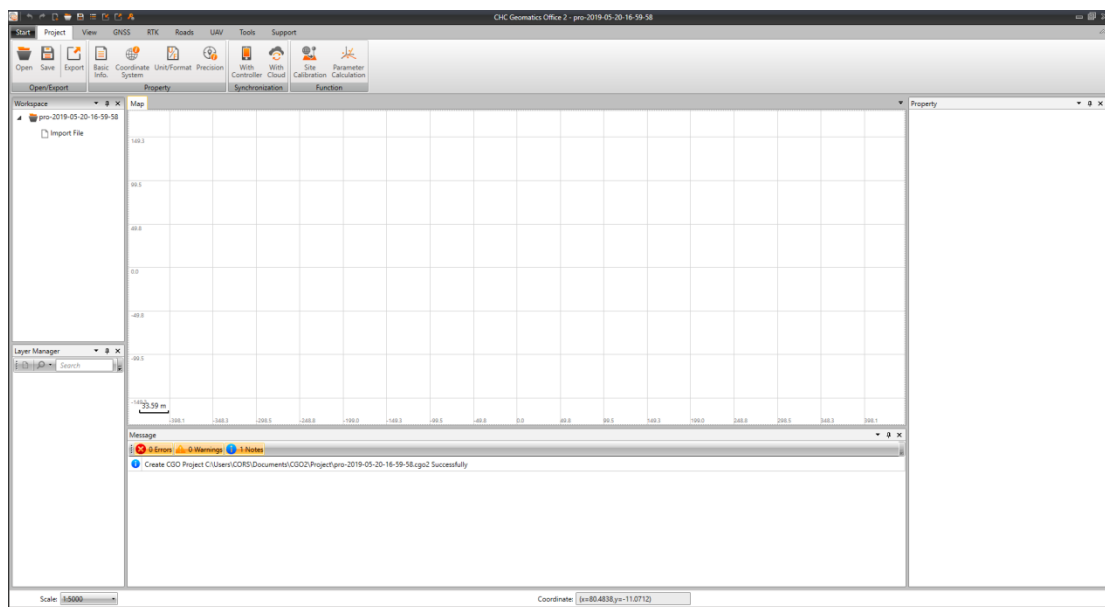 CHC Geomatics Office 2 - pro-2019-05-20-16-59-58
Start Project View GNSS RTK Roads UAV Tools Support
Open Save Export Basic Info. Coordinate System Unit/Format Precision With Controller With Cloud Site Calibration Parameter Calculation
Open/Export Property Synchronization Function
Workspace
pro-2019-05-20-16-59-58
Import File
Layer Manager
Search
Map
149.3
99.5
49.8
0.0
-49.8
-99.5
33.59 m
-398.1 -348.3 -298.5 -248.8 -199.0 -149.3 -99.5 -49.8 0.0 49.8 99.5 149.3 199.0 248.8 298.5 348.3 398.1
Message
0 Errors 0 Warnings 1 Notes
Create CGO Project C:\Users\CORS\Documents\CGO2\Project\pro-2019-05-20-16-59-58.cgo2 Successfully
Property
Scale: 1:5000
Coordinate: (x=80.4838,y=-11.0712)